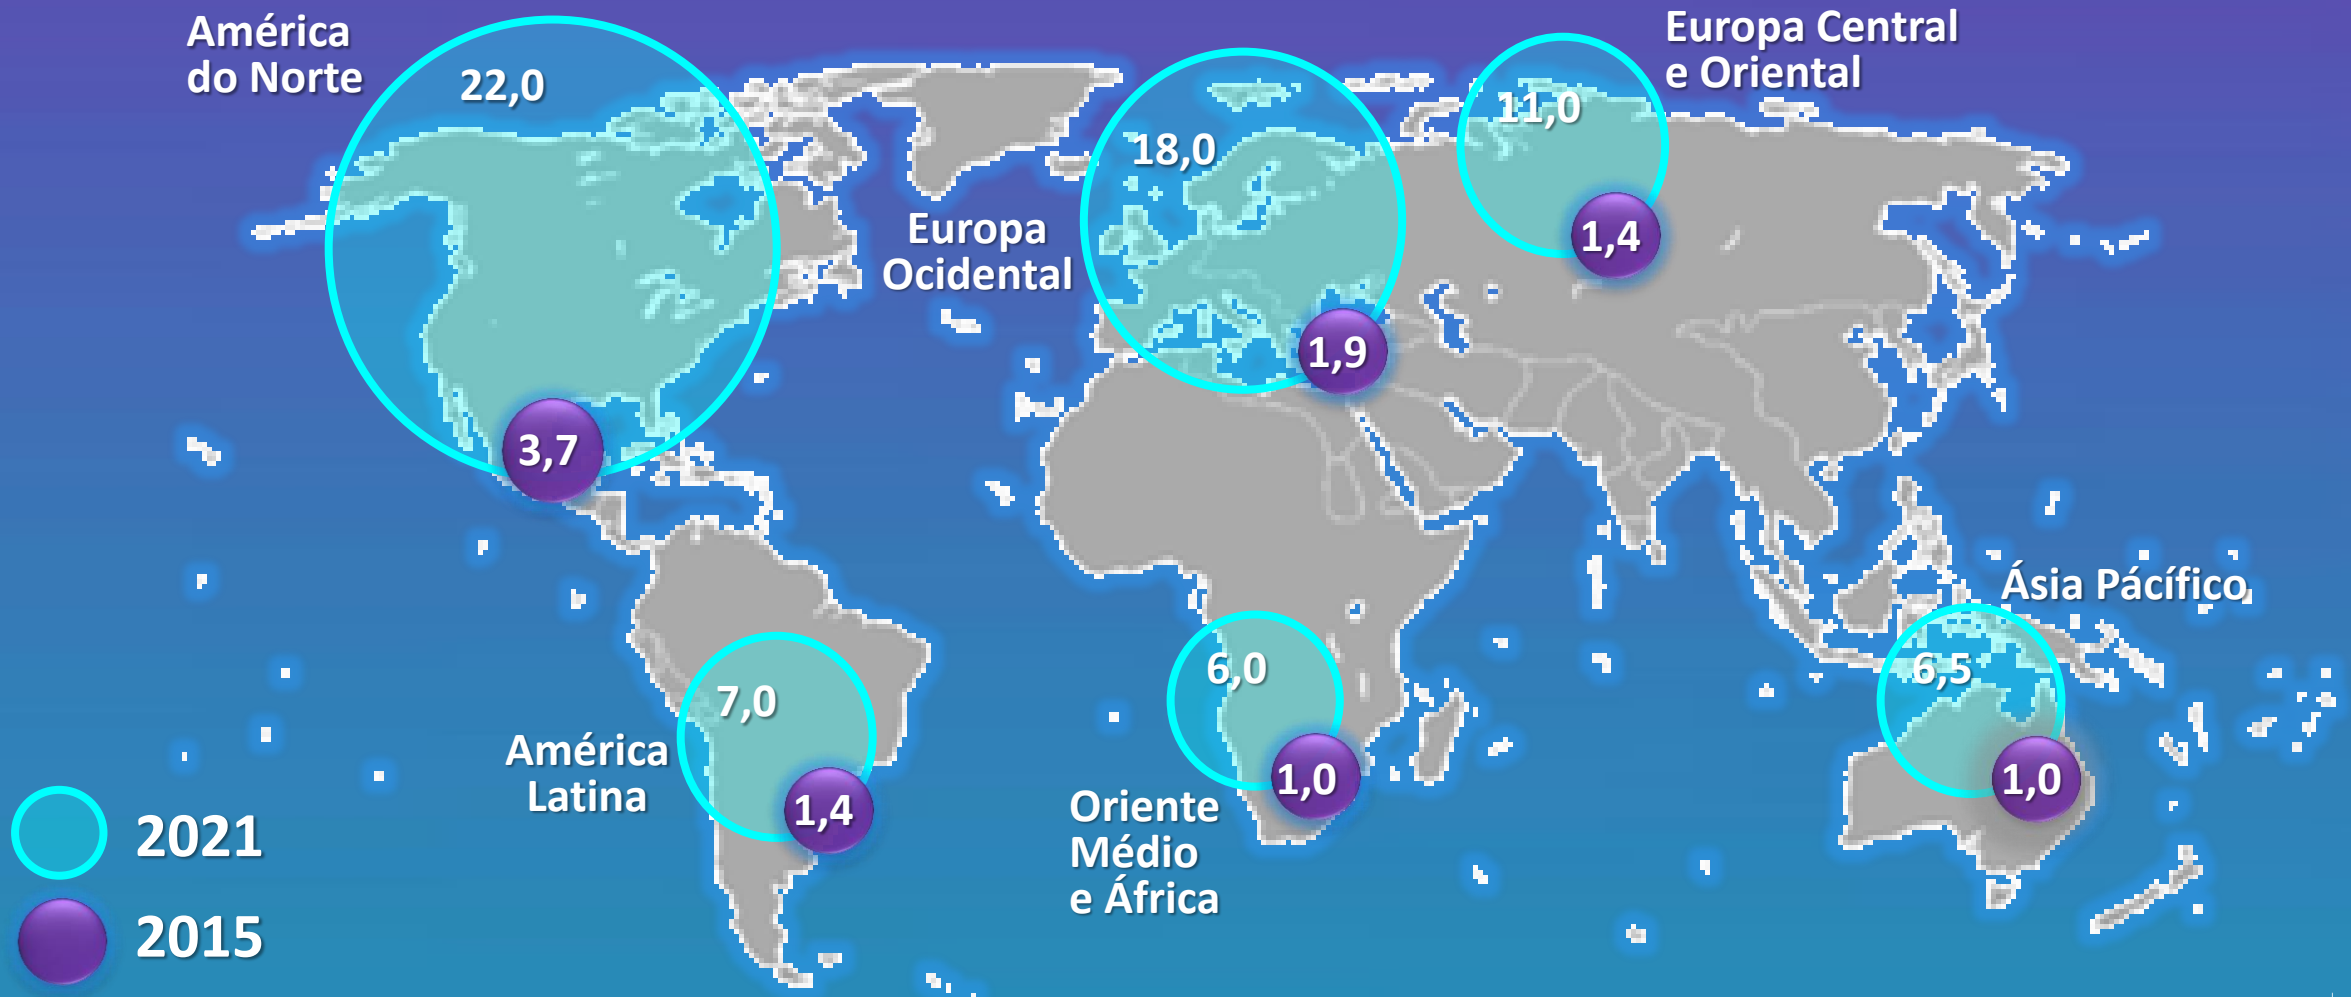 América
do Norte
22,0
3,7
Europa
Ocidental
18,0
1,9
Europa Central
e Oriental
11,0
1,4
América
Latina
7,0
1,4
Oriente
Médio
e África
6,0
1,0
Ásia Pácífico
6,5
1,0
2021
2015